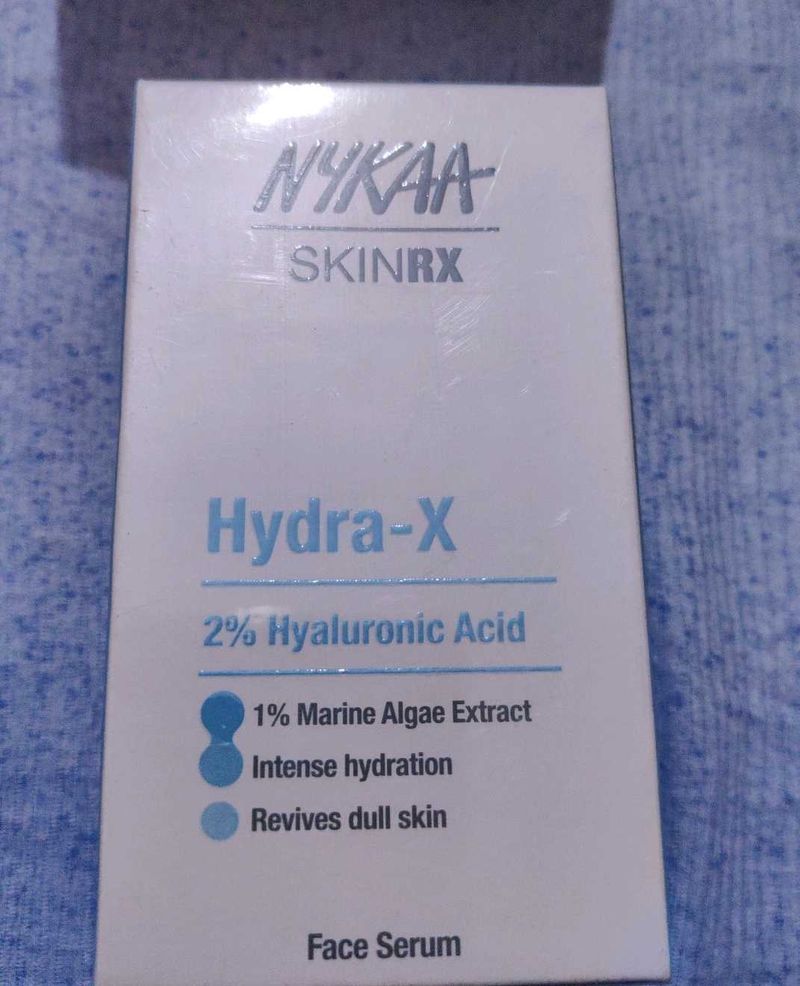 NYKAA
SKINRX
Hydra-X
2% Hyaluronic Acid
1% Marine Algae Extract
Intense hydration
Revives dull skin
Face Serum